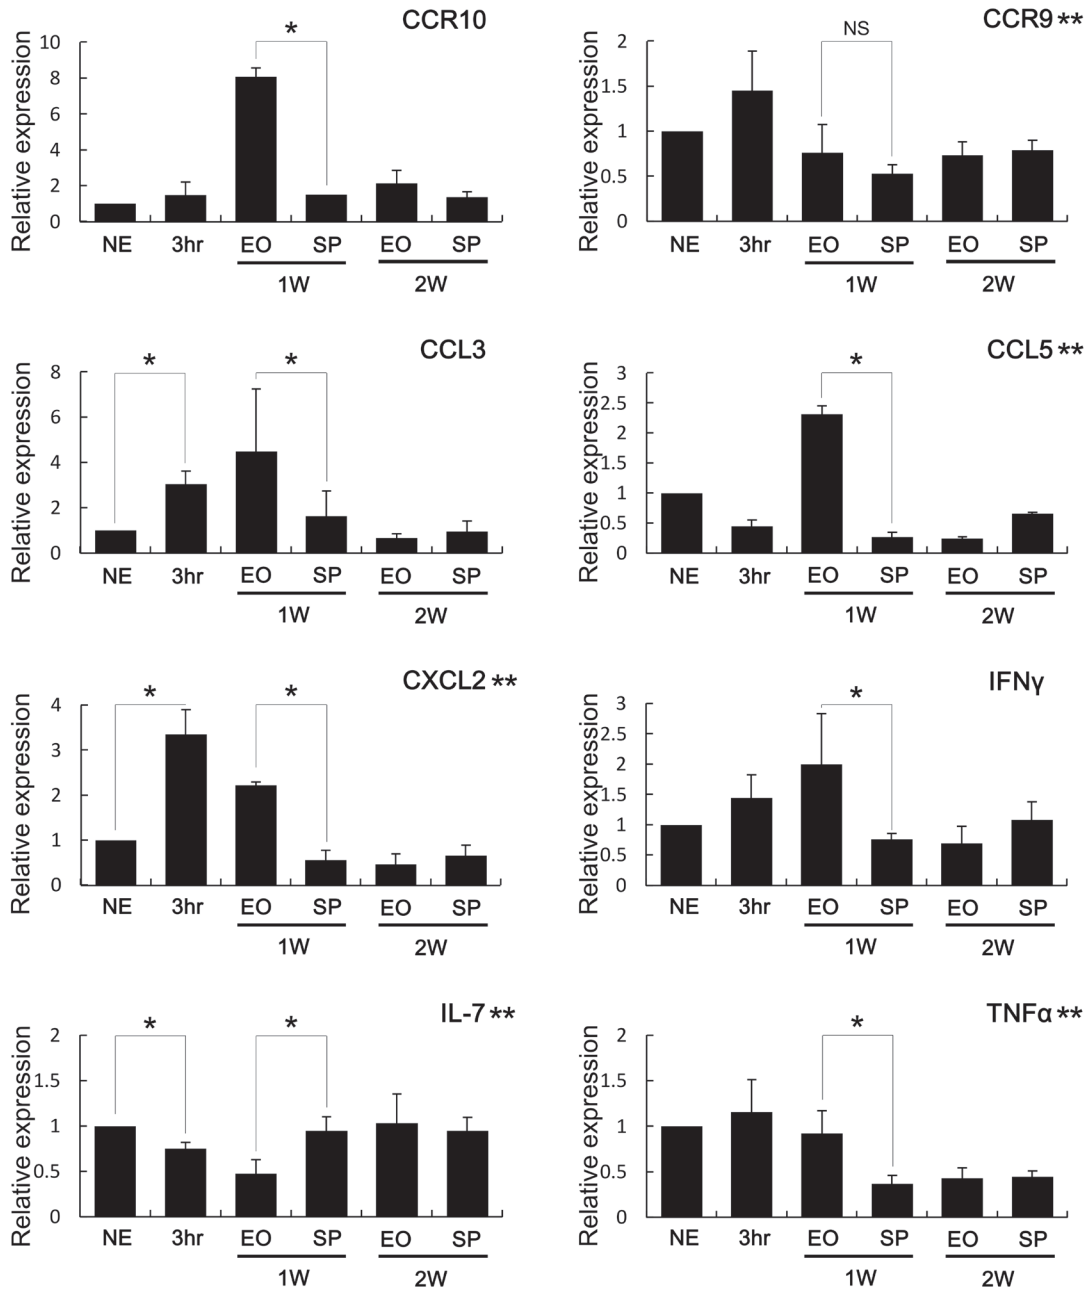 CCR10
Relative expression
10
8
6
4
2
0
*
NE 3hr EO SP EO SP
1W 2W
CCR9 **
Relative expression
2
1.5
1
0.5
0
NS
NE 3hr EO SP EO SP
1W 2W
CCL3
Relative expression
8
6
4
2
0
* *
NE 3hr EO SP EO SP
1W 2W
CCL5 **
Relative expression
3
2.5
2
1.5
1
0.5
0
*
NE 3hr EO SP EO SP
1W 2W
CXCL2 **
Relative expression
4
3
2
1
0
* *
NE 3hr EO SP EO SP
1W 2W
IFNγ
Relative expression
3
2.5
2
1.5
1
0.5
0
*
NE 3hr EO SP EO SP
1W 2W
IL-7 **
Relative expression
2
1.5
1
0.5
0
* *
NE 3hr EO SP EO SP
1W 2W
TNFα **
Relative expression
2
1.5
1
0.5
0
*
NE 3hr EO SP EO SP
1W 2W